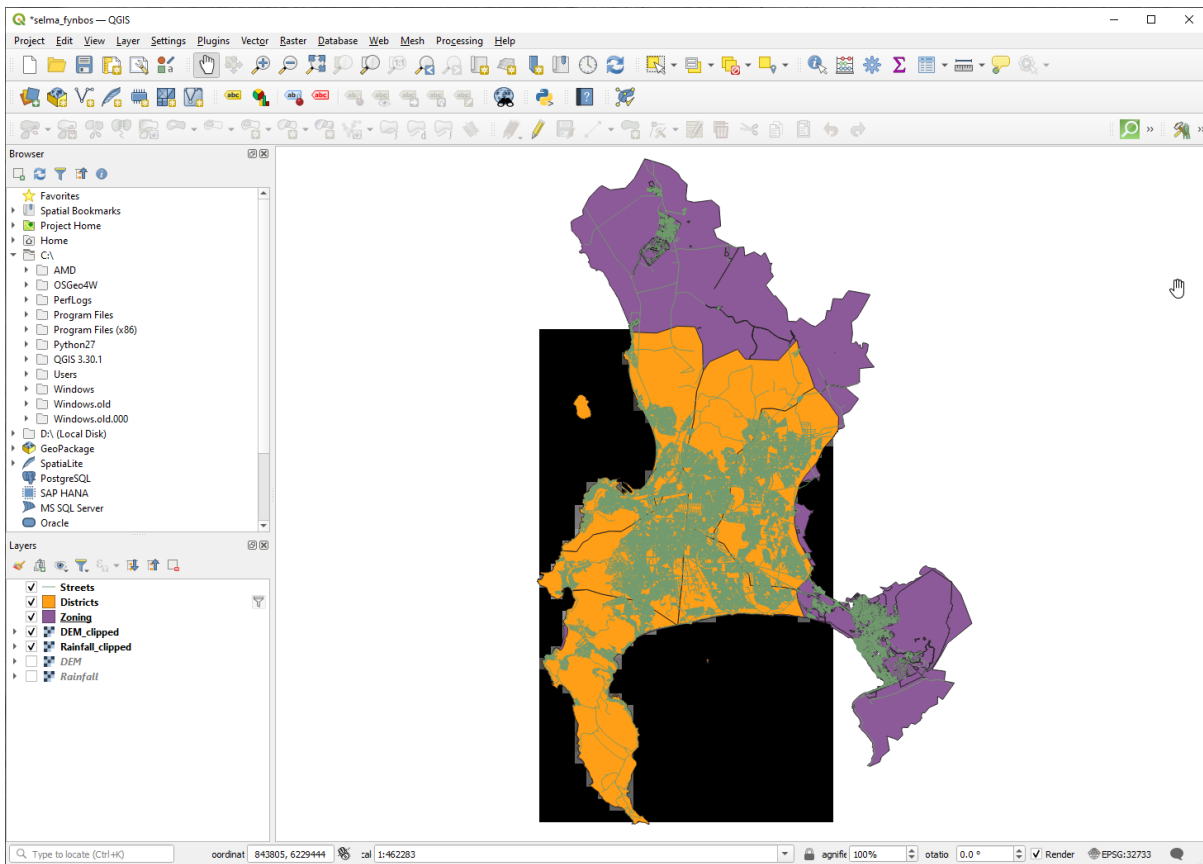 *selma_fynbos — QGIS
Project Edit View Layer Settings Plugins Vector Raster Database Web Mesh Processing Help
abc abc abc
Browser
Favorites
Spatial Bookmarks
Project Home
Home
C:\
AMD
OSGeo4W
PerfLogs
Program Files
Program Files (x86)
Python27
QGIS 3.30.1
Users
Windows
Windows.old
Windows.old.000
D:\ (Local Disk)
GeoPackage
SpatiaLite
PostgreSQL
SAP HANA
MS SQL Server
Oracle
Layers
Streets
Districts
Zoning
DEM_clipped
Rainfall_clipped
DEM
Rainfall
Type to locate (Ctrl+K) oordinat 843805, 6229444 :al 1:462283 agnifie 100% otatio 0.0 ° Render EPSG:32733